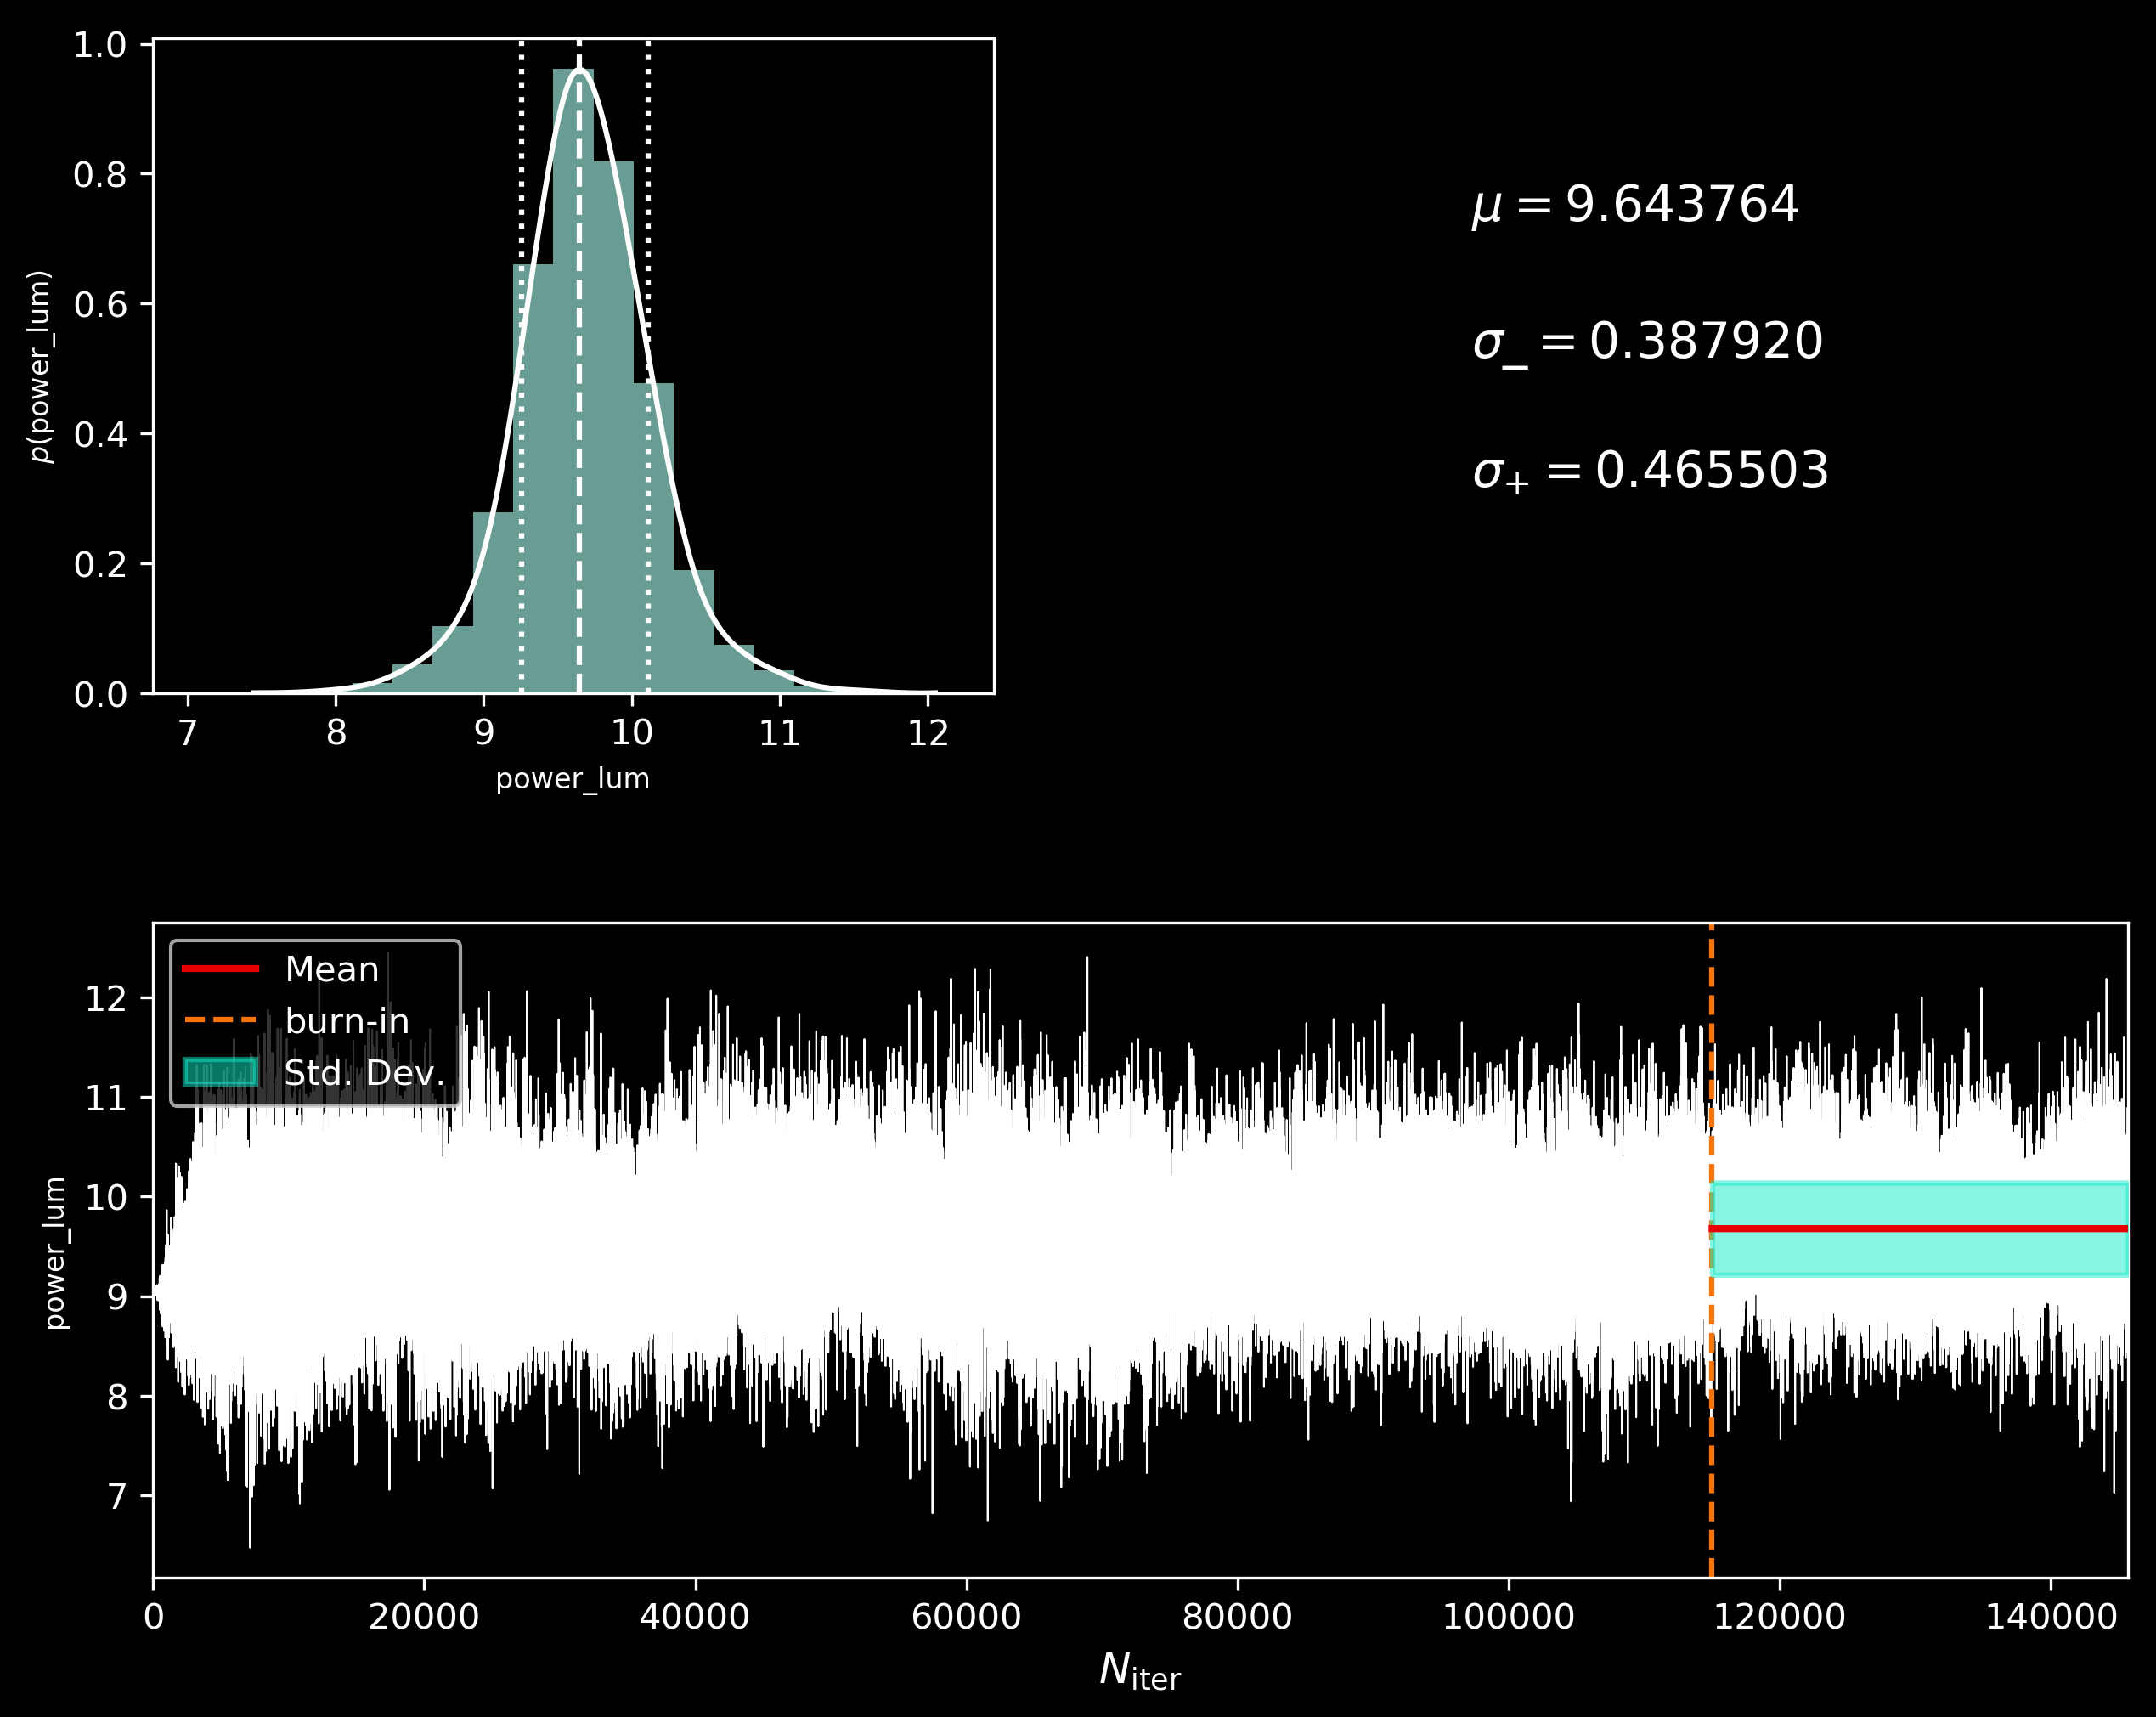 1.0
0.8
0.6
0.4
0.2
0.0
p(power_lum)
7 8 9 10 11 12
power_lum
μ = 9.643764
σ_ = 0.387920
σ+ = 0.465503
Mean
burn-in
Std. Dev.
12
11
10
9
8
7
power_lum
0 20000 40000 60000 80000 100000 120000 140000
Niter